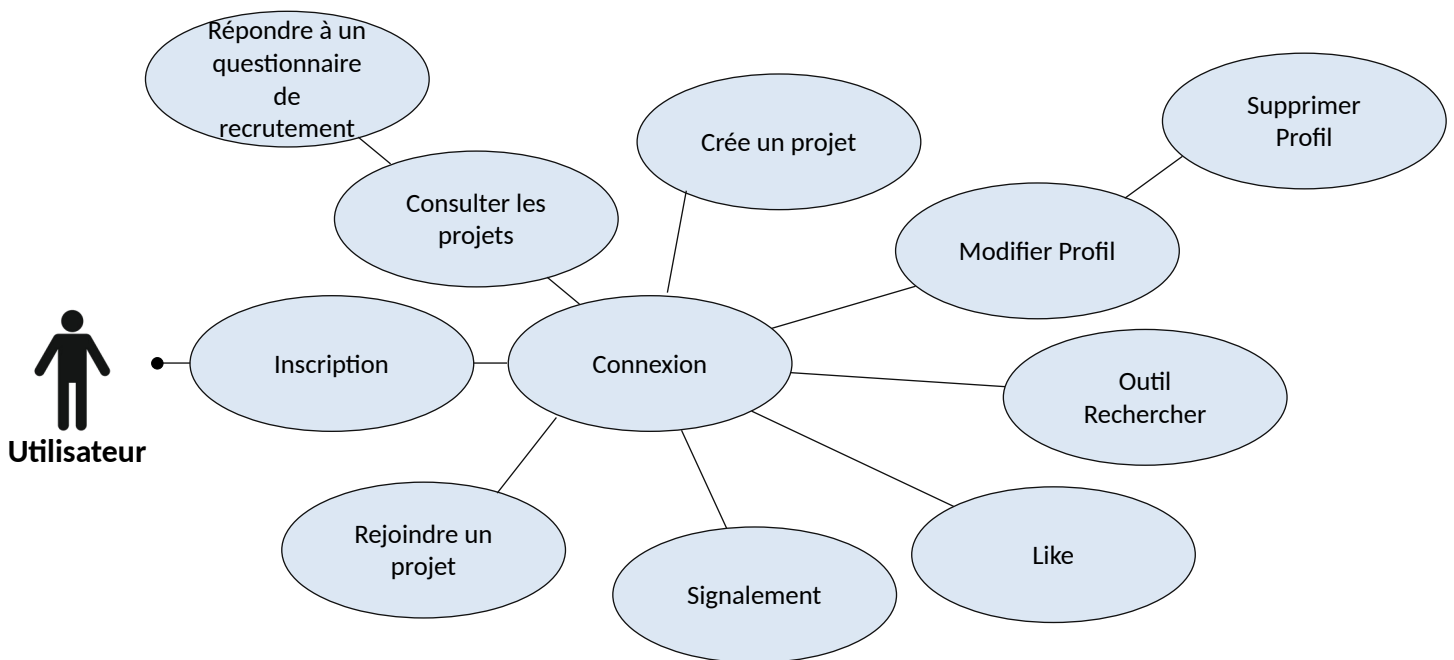 Répondre à un
questionnaire
de
recrutement
Crée un projet
Supprimer
Profil
Consulter les
projets
Modifier Profil
Inscription
Connexion
Outil
Rechercher
Utilisateur
Rejoindre un
projet
Signalement
Like